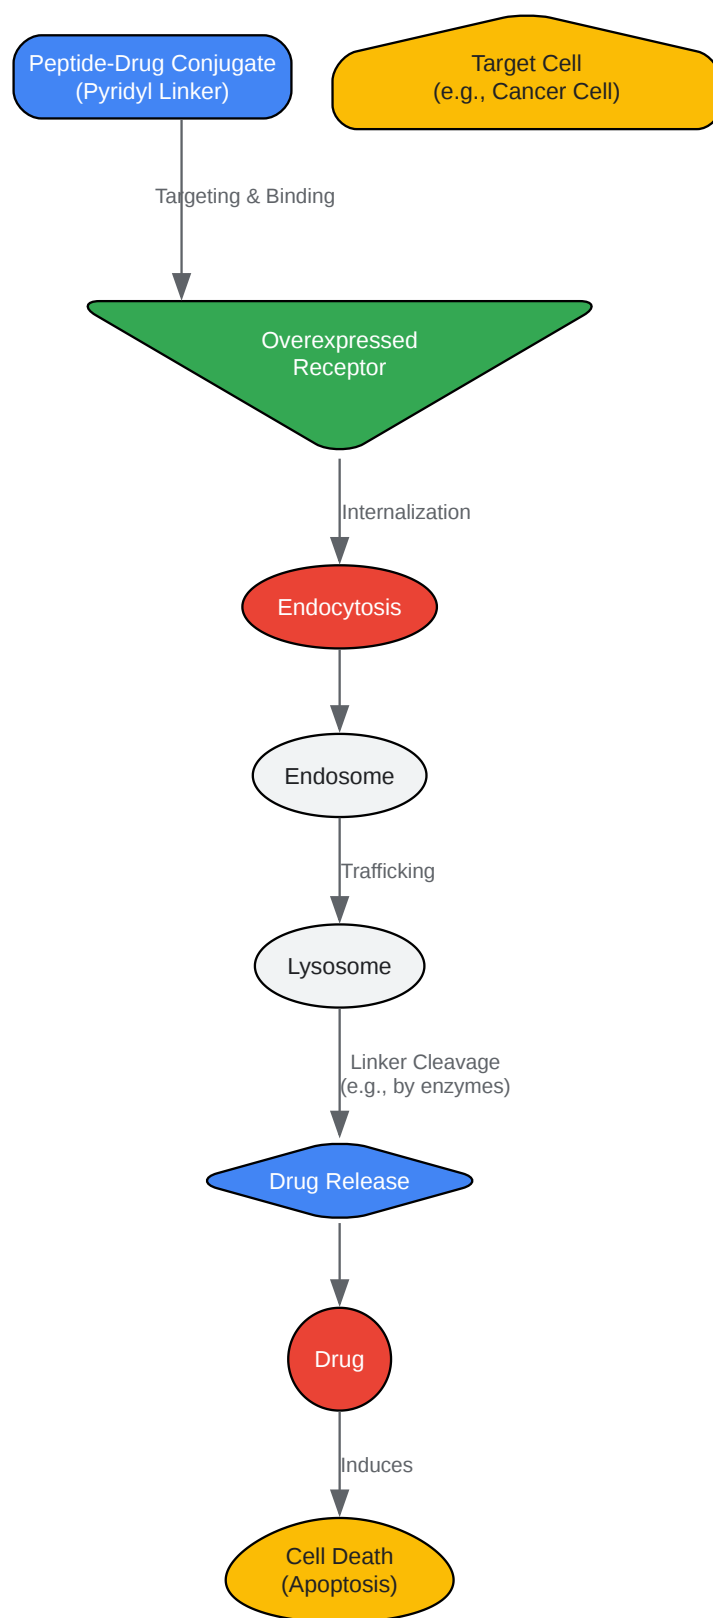 Peptide-Drug Conjugate
(Pyridyl Linker)
Target Cell
(e.g., Cancer Cell)
Targeting & Binding
Overexpressed
Receptor
Internalization
Endocytosis
Endosome
Trafficking
Lysosome
Linker Cleavage
(e.g., by enzymes)
Drug Release
Drug
Induces
Cell Death
(Apoptosis)